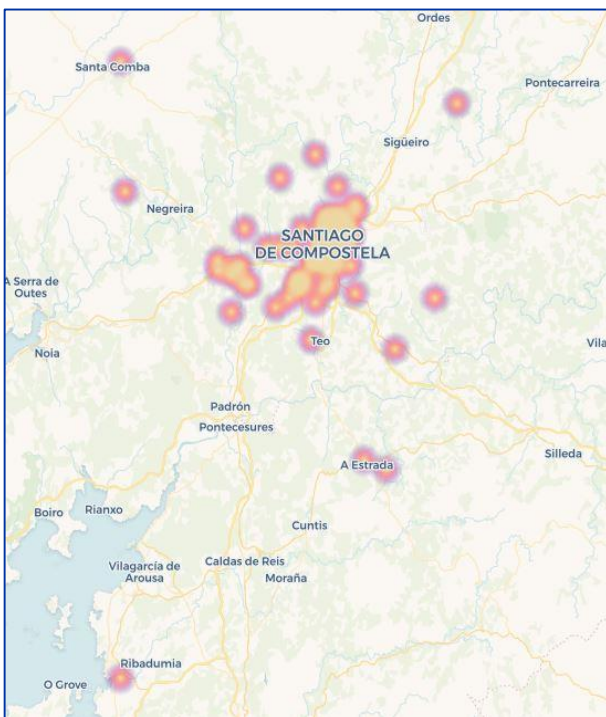 Ordes
Santa Comba
Pontecarreira
Sigüeiro
Negreira
SANTIAGO
DE COMPOSTELA
A Serra de
Outes
Noia
Teo
Vila
Padrón
Pontecesures
Silleda
A Estrada
Boiro
Rianxo
Cuntis
Vilagarcía de
Arousa
Caldas de Reis
Moraña
Ribadumia
O Grove